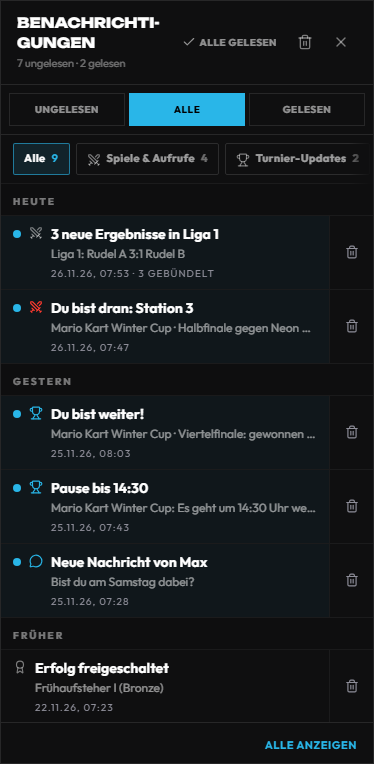 BENACHRICHTI-
GUNGEN
7 ungelesen · 2 gelesen
ALLE GELESEN
UNGELESEN
ALLE
GELESEN
Alle 9
Spiele & Aufrufe 4
Turnier-Updates 2
HEUTE
3 neue Ergebnisse in Liga 1
Liga 1: Rudel A 3:1 Rudel B
26.11.26, 07:53 · 3 GEBÜNDELT
Du bist dran: Station 3
Mario Kart Winter Cup · Halbfinale gegen Neon ...
26.11.26, 07:47
GESTERN
Du bist weiter!
Mario Kart Winter Cup · Viertelfinale: gewonnen ...
25.11.26, 08:03
Pause bis 14:30
Mario Kart Winter Cup: Es geht um 14:30 Uhr we...
25.11.26, 07:43
Neue Nachricht von Max
Bist du am Samstag dabei?
25.11.26, 07:28
FRÜHER
Erfolg freigeschaltet
Frühaufsteher I (Bronze)
22.11.26, 07:23
ALLE ANZEIGEN